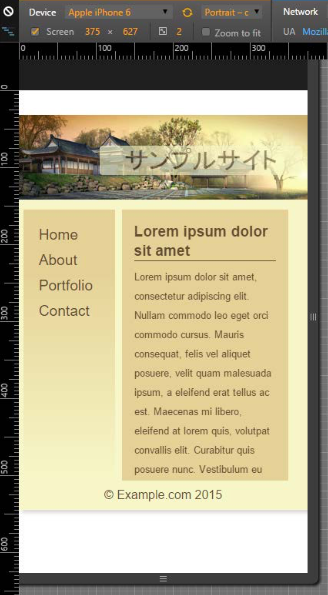 Device Apple iPhone 6 Portrait – c Network
Screen 375 × 627 2 Zoom to fit UA Mozil
0 100 200 300
0
100
200
300
400
500
600
サンプルサイト
Home
About
Portfolio
Contact
Lorem ipsum dolor
sit amet
Lorem ipsum dolor sit amet,
consectetur adipiscing elit.
Nullam commodo leo eget orci
commodo cursus. Mauris
consequat, felis vel aliquet
posuere, velit quam malesuada
ipsum, a eleifend erat tellus ac
est. Maecenas mi libero,
eleifend at lorem quis, volutpat
convallis elit. Curabitur quis
posuere nunc. Vestibulum eu
© Example.com 2015